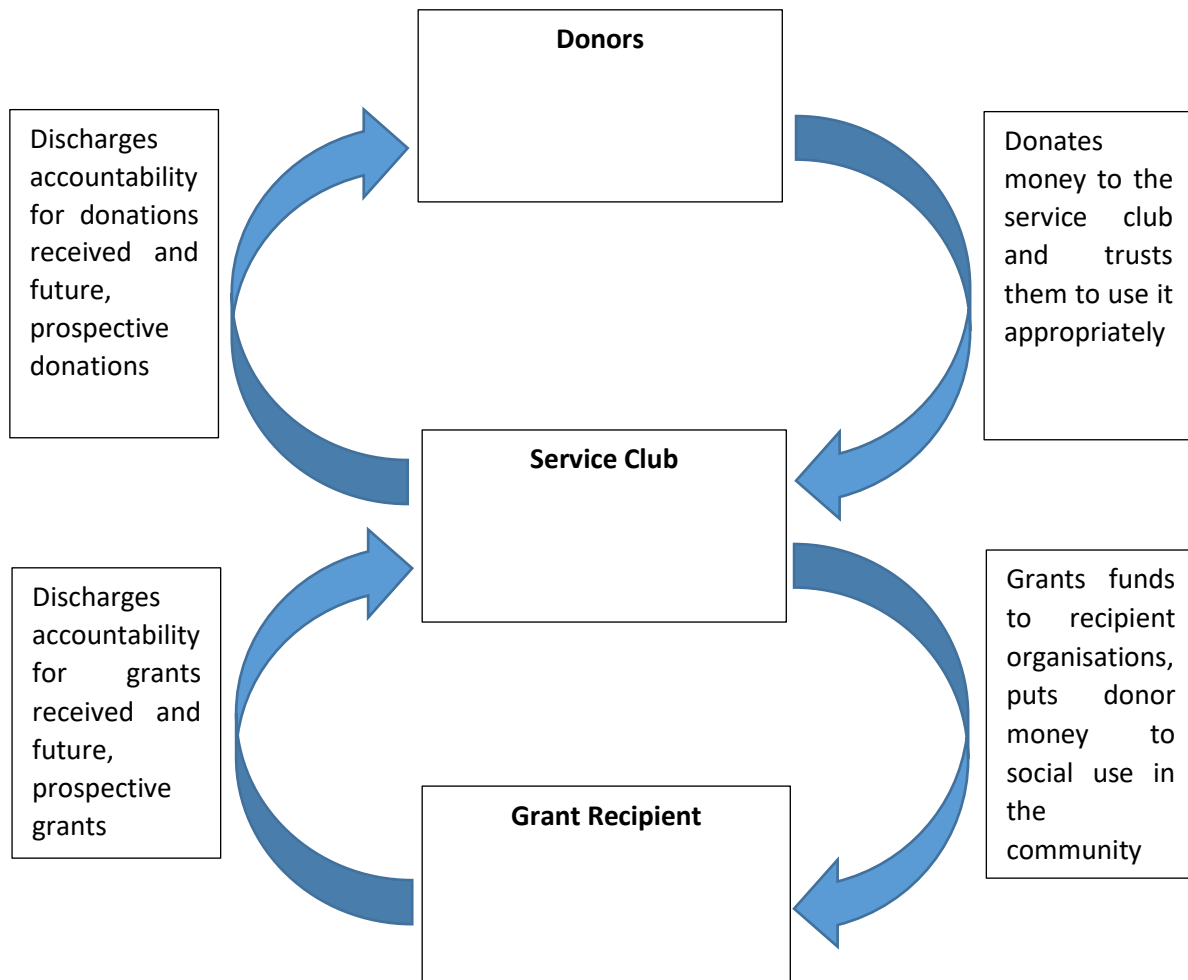 Donors
Discharges
accountability
for donations
received and
future,
prospective
donations
Donates
money to the
service club
and trusts
them to use it
appropriately
Service Club
Discharges
accountability
for grants
received and
future,
prospective
grants
Grants funds
to recipient
organisations,
puts donor
money to
social use in
the
community
Grant Recipient